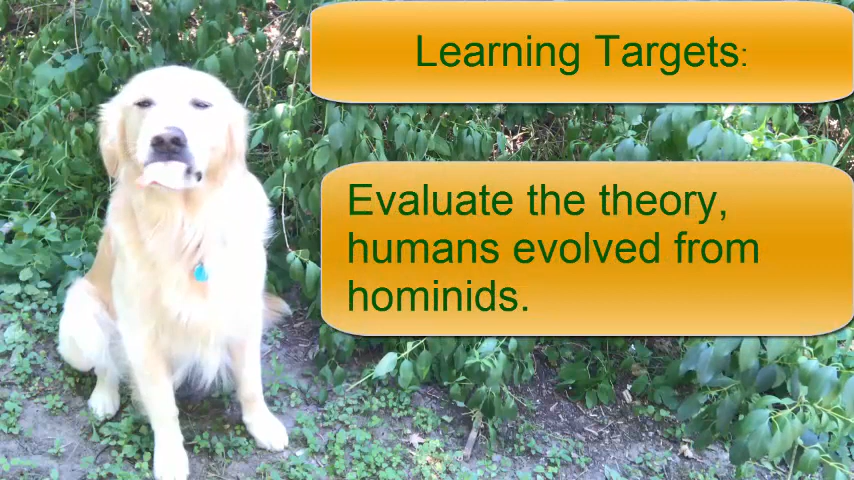 Learning Targets:
Evaluate the theory,
humans evolved from
hominids.